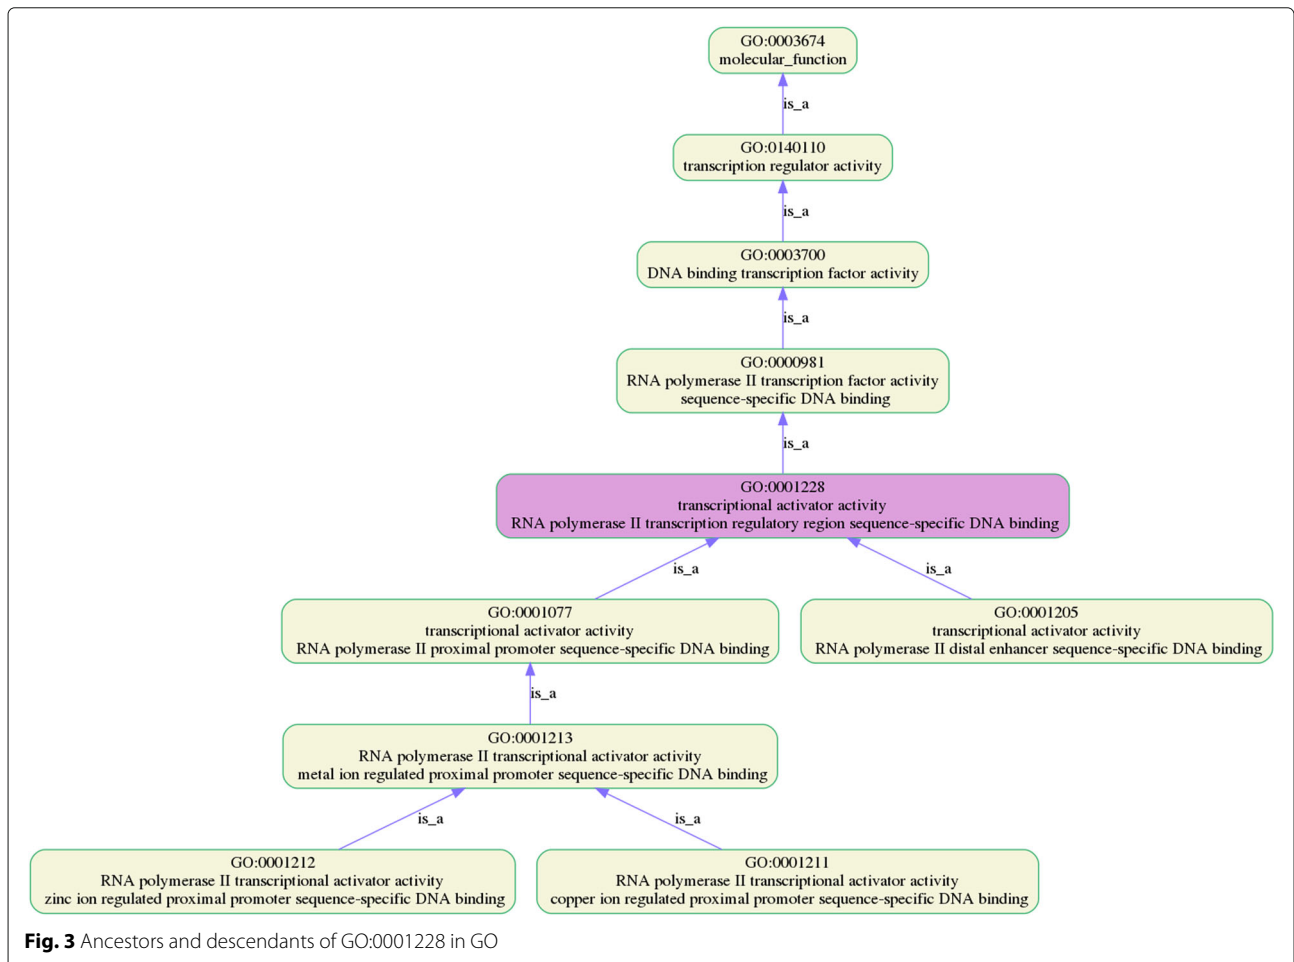 GO:0003674
molecular_function
is_a
GO:0140110
transcription regulator activity
is_a
GO:0003700
DNA binding transcription factor activity
is_a
GO:0000981
RNA polymerase II transcription factor activity
sequence-specific DNA binding
is_a
GO:0001228
transcriptional activator activity
RNA polymerase II transcription regulatory region sequence-specific DNA binding
is_a
is_a
GO:0001077
transcriptional activator activity
RNA polymerase II proximal promoter sequence-specific DNA binding
GO:0001205
transcriptional activator activity
RNA polymerase II distal enhancer sequence-specific DNA binding
is_a
GO:0001213
RNA polymerase II transcriptional activator activity
metal ion regulated proximal promoter sequence-specific DNA binding
is_a
is_a
GO:0001212
RNA polymerase II transcriptional activator activity
zinc ion regulated proximal promoter sequence-specific DNA binding
GO:0001211
RNA polymerase II transcriptional activator activity
copper ion regulated proximal promoter sequence-specific DNA binding
Fig. 3 Ancestors and descendants of GO:0001228 in GO